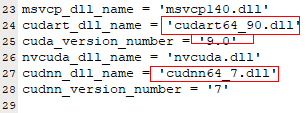 23 msvcp_dll_name = 'msvcp140.dll'
24 cudart_dll_name = 'cudart64_90.dll'
25 cuda_version_number = '9.0'
26 nvcuda_dll_name = 'nvcuda.dll'
27 cudnn_dll_name = 'cudnn64_7.dll'
28 cudnn_version_number = '7'
29